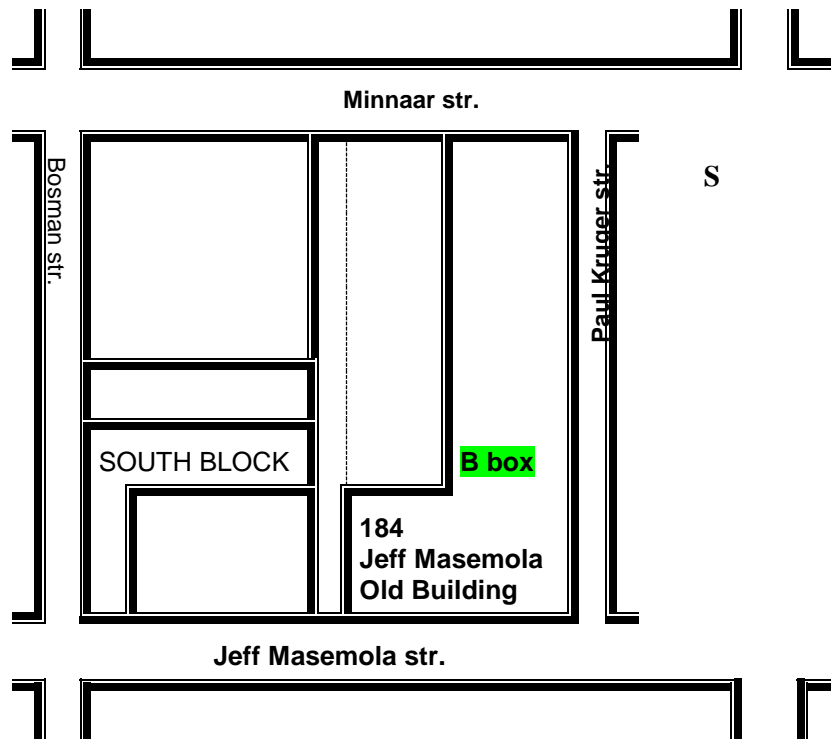 Minnaar str.
Bosman str.
Paul Kruger str.
S
SOUTH BLOCK
B box
184
Jeff Masemola
Old Building
Jeff Masemola str.